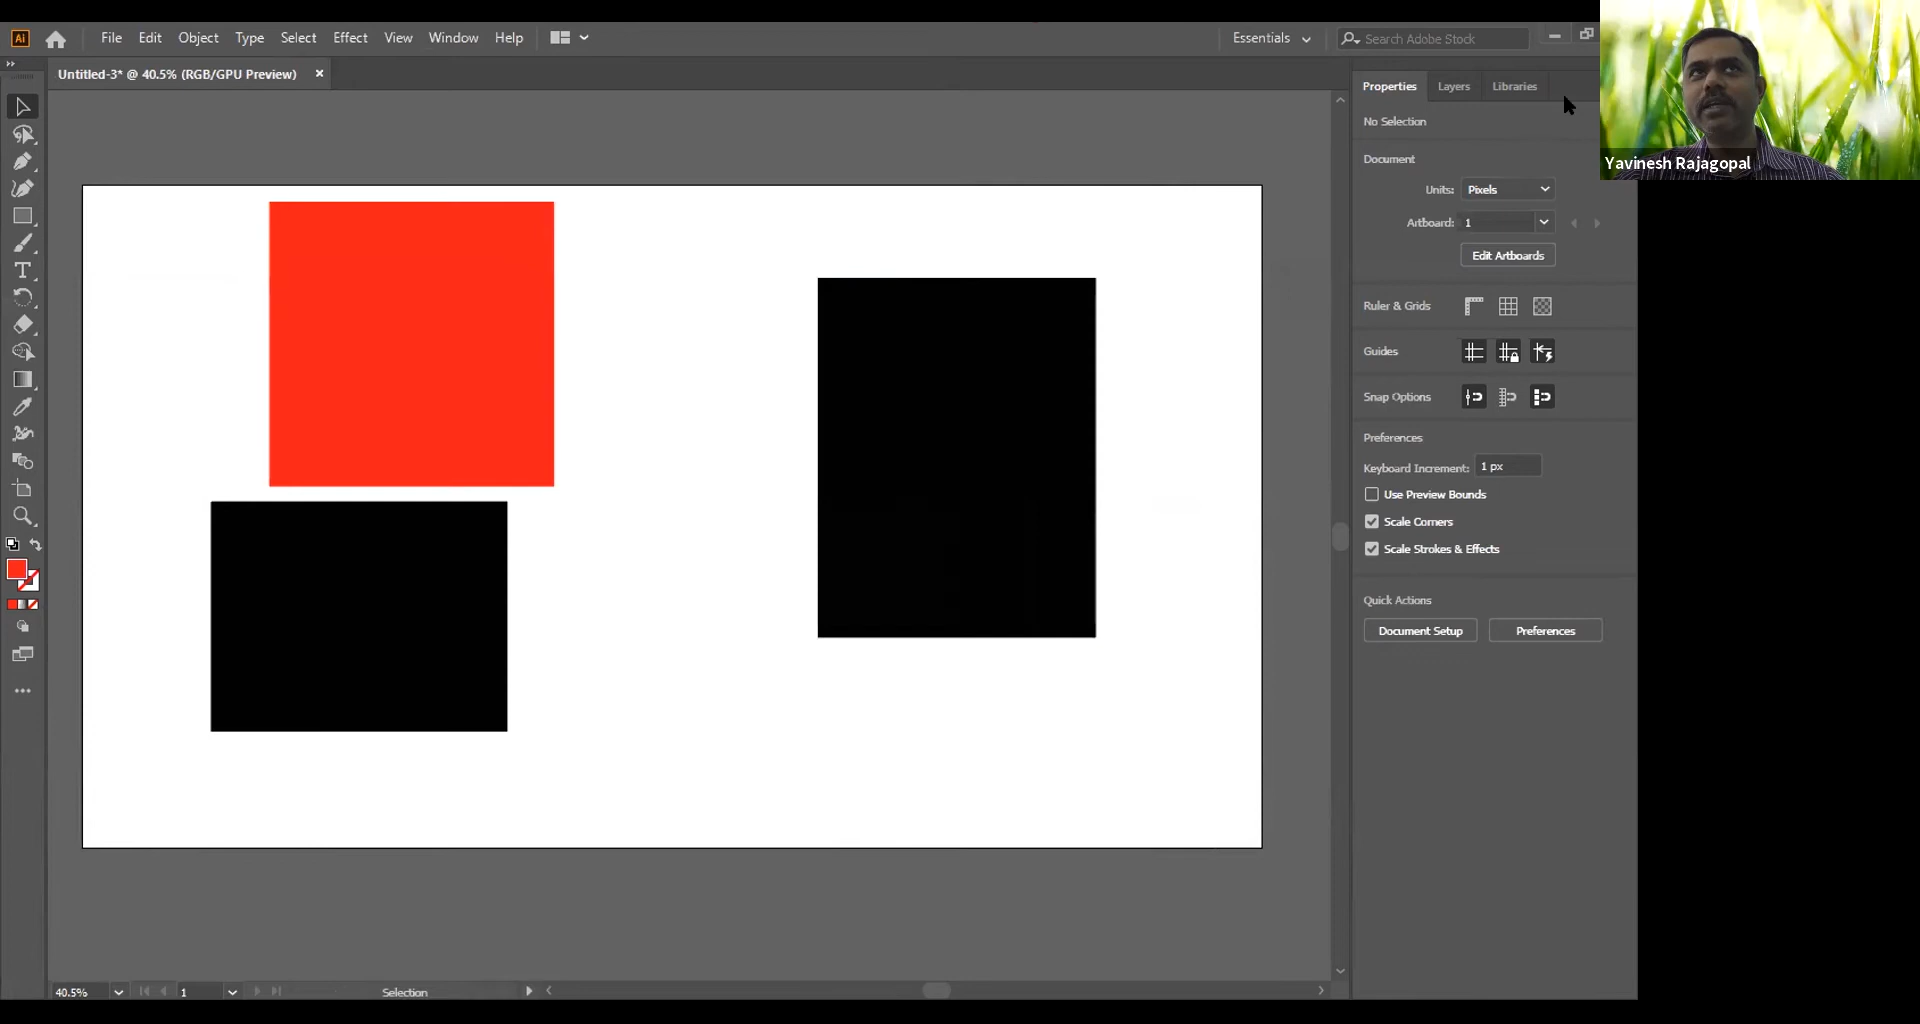 Ai File Edit Object Type Select Effect View Window Help Essentials Search Adobe Stock
Untitled-3* @ 40.5% (RGB/GPU Preview)
Properties Layers Libraries
No Selection
Document
Yavinesh Rajagopal
Units: Pixels
Artboard: 1
Edit Artboards
Ruler & Grids
Guides
Snap Options
Preferences
Keyboard Increment: 1 px
Use Preview Bounds
Scale Corners
Scale Strokes & Effects
Quick Actions
Document Setup Preferences
40.5% 1 Selection